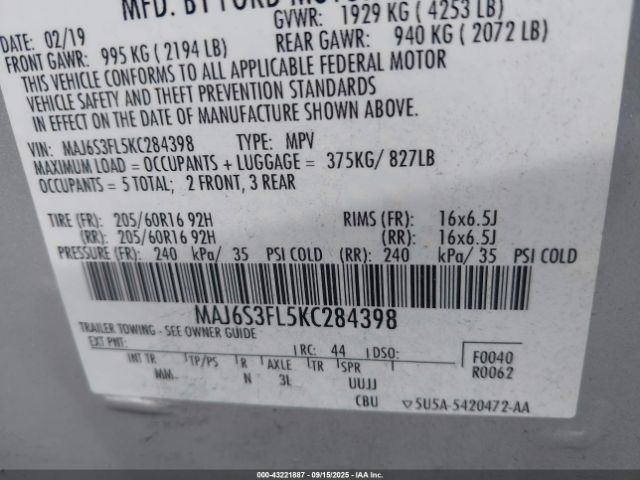 MFD. BY FORD MOTOR
DATE: 02/19
GVWR: 1929 KG ( 4253 LB)
FRONT GAWR: 995 KG ( 2194 LB)
REAR GAWR: 940 KG ( 2072 LB)
THIS VEHICLE CONFORMS TO ALL APPLICABLE FEDERAL MOTOR
VEHICLE SAFETY AND THEFT PREVENTION STANDARDS
IN EFFECT ON THE DATE OF MANUFACTURE SHOWN ABOVE.
VIN: MAJ6S3FL5KC284398 TYPE: MPV
MAXIMUM LOAD = OCCUPANTS + LUGGAGE = 375KG/ 827LB
OCCUPANTS = 5 TOTAL; 2 FRONT, 3 REAR
TIRE (FR): 205/60R16 92H RIMS (FR): 16x6.5J
(RR): 205/60R16 92H (RR): 16x6.5J
PRESSURE (FR): 240 kPa/ 35 PSI COLD (RR): 240 kPa/ 35 PSI COLD
MAJ6S3FL5KC284398
TRAILER TOWING - SEE OWNER GUIDE
EXT PNT: RC: 44 DSO: F0040
INT TR TP/PS R AXLE TR SPR R0062
MM N 3L UUJJ
CBU 5U5A-5420472-AA
000-43221887 - 09/15/2025 - IAA, Inc.